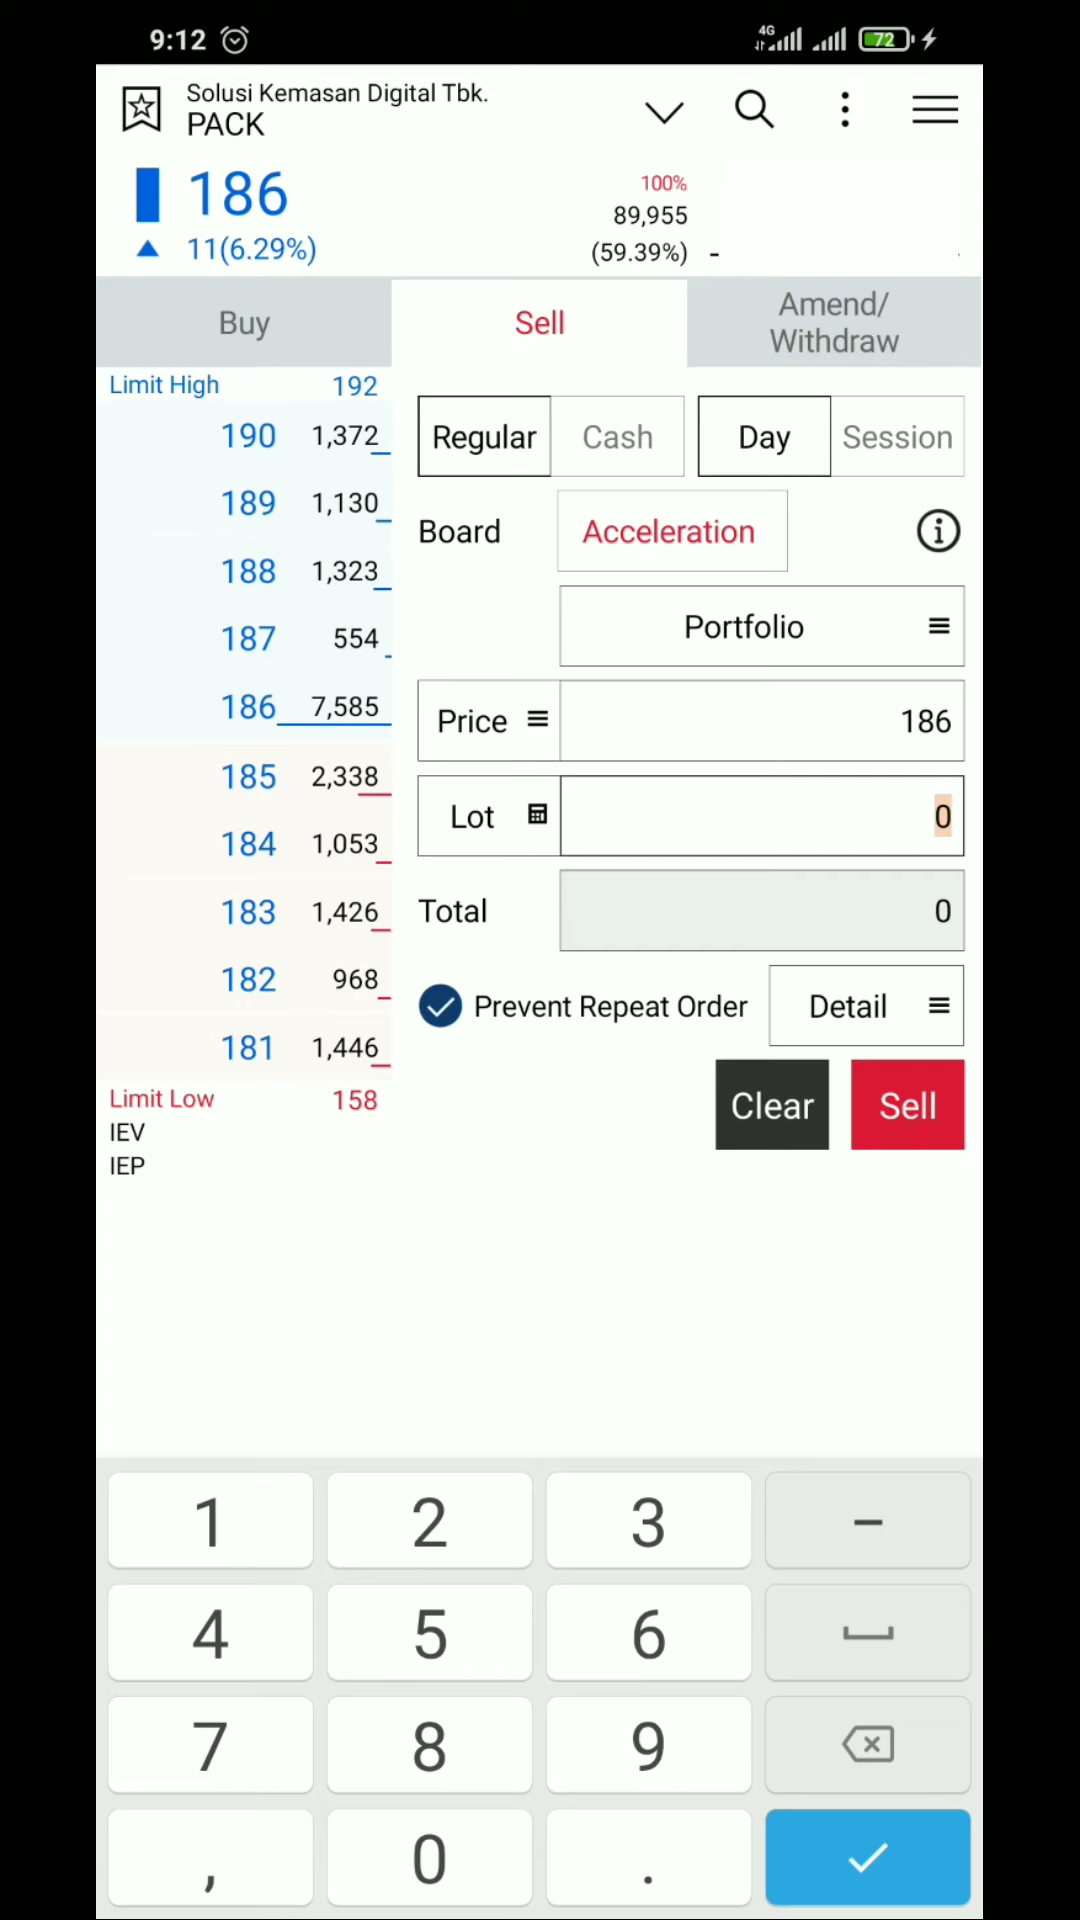 9:12
4G
72
Solusi Kemasan Digital Tbk.
PACK
186
11(6.29%)
100%
89,955
(59.39%) -
Buy
Sell
Amend/
Withdraw
Limit High 192
190 1,372
189 1,130
188 1,323
187 554
186 7,585
185 2,338
184 1,053
183 1,426
182 968
181 1,446
Limit Low 158
IEV
IEP
Regular Cash Day Session
Board Acceleration
Portfolio
Price 186
Lot 0
Total 0
Prevent Repeat Order Detail
Clear Sell
1 2 3 -
4 5 6
7 8 9
, 0 .